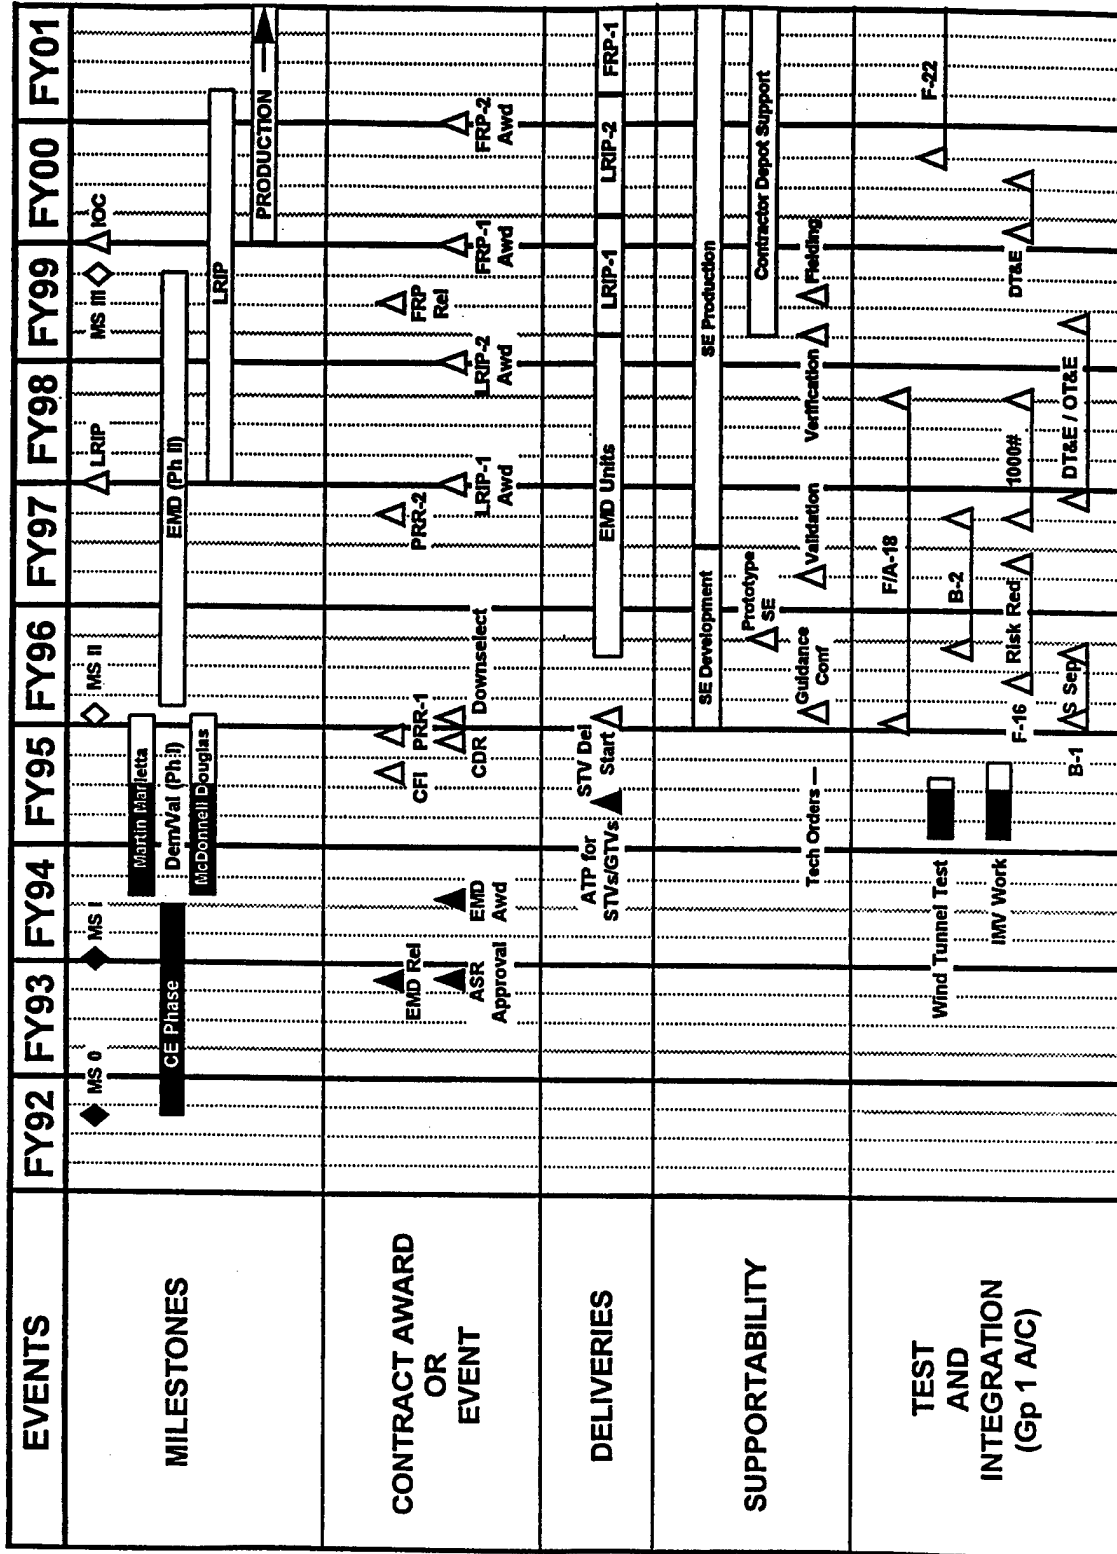 EVENTS
FY92
FY93
FY94
FY95
FY96
FY97
FY98
FY99
FY00
FY01
MILESTONES
MS 0
MS I
MS II
LRIP
MS III
IOC
Martin Marietta
CE Phase
Dem/Val (Ph I)
EMD (Ph II)
McDonnell Douglas
LRIP
PRODUCTION
CONTRACT AWARD
OR
EVENT
EMD Rel
CFI
PRR-1
PRR-2
FRP
Rel
ASR
Approval
EMD
Awd
CDR
Downselect
LRIP-1
Awd
LRIP-2
Awd
FRP-1
Awd
FRP-2
Awd
DELIVERIES
ATP for
STVs/GTVs
STV Del
Start
EMD Units
LRIP-1
LRIP-2
FRP-1
SUPPORTABILITY
SE Development
SE Production
Prototype
SE
Contractor Depot Support
Tech Orders
Guidance
Conf
Validation
Verification
Fielding
TEST
AND
INTEGRATION
(Gp 1 A/C)
F/A-18
F-22
Wind Tunnel Test
B-2
IMV Work
F-16
Risk Red
1000#
DT&E
B-1
S Sep
DT&E / OT&E